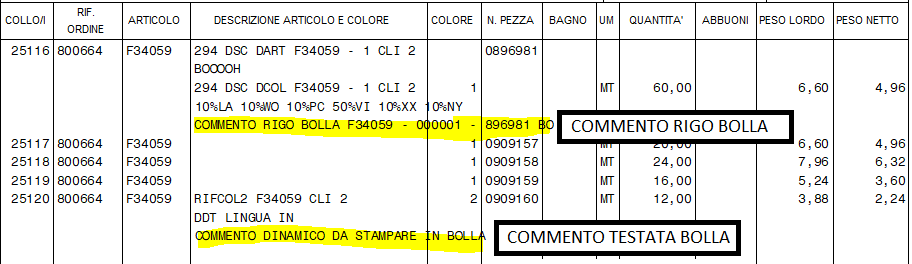 COLLO/I RIF. ORDINE ARTICOLO DESCRIZIONE ARTICOLO E COLORE COLORE N. PEZZA BAGNO UM QUANTITA' ABBUONI PESO LORDO PESO NETTO
25116 800664 F34059 294 DSC DART F34059 - 1 CLI 2 0896981
BOOOOH
294 DSC DCOL F34059 - 1 CLI 2 1 MT 60,00 6,60 4,96
10%LA 10%WO 10%PC 50%VI 10%XX 10%NY
COMMENTO RIGO BOLLA F34059 - 000001 - 896981 BO COMMENTO RIGO BOLLA
25117 800664 F34059 1 0909157 MT 20,00 6,60 4,96
25118 800664 F34059 1 0909158 MT 24,00 7,96 6,32
25119 800664 F34059 1 0909159 MT 16,00 5,24 3,60
25120 800664 F34059 RIFCOL2 F34059 CLI 2 2 0909160 MT 12,00 3,88 2,24
DDT LINGUA IN
COMMENTO DINAMICO DA STAMPARE IN BOLLA COMMENTO TESTATA BOLLA